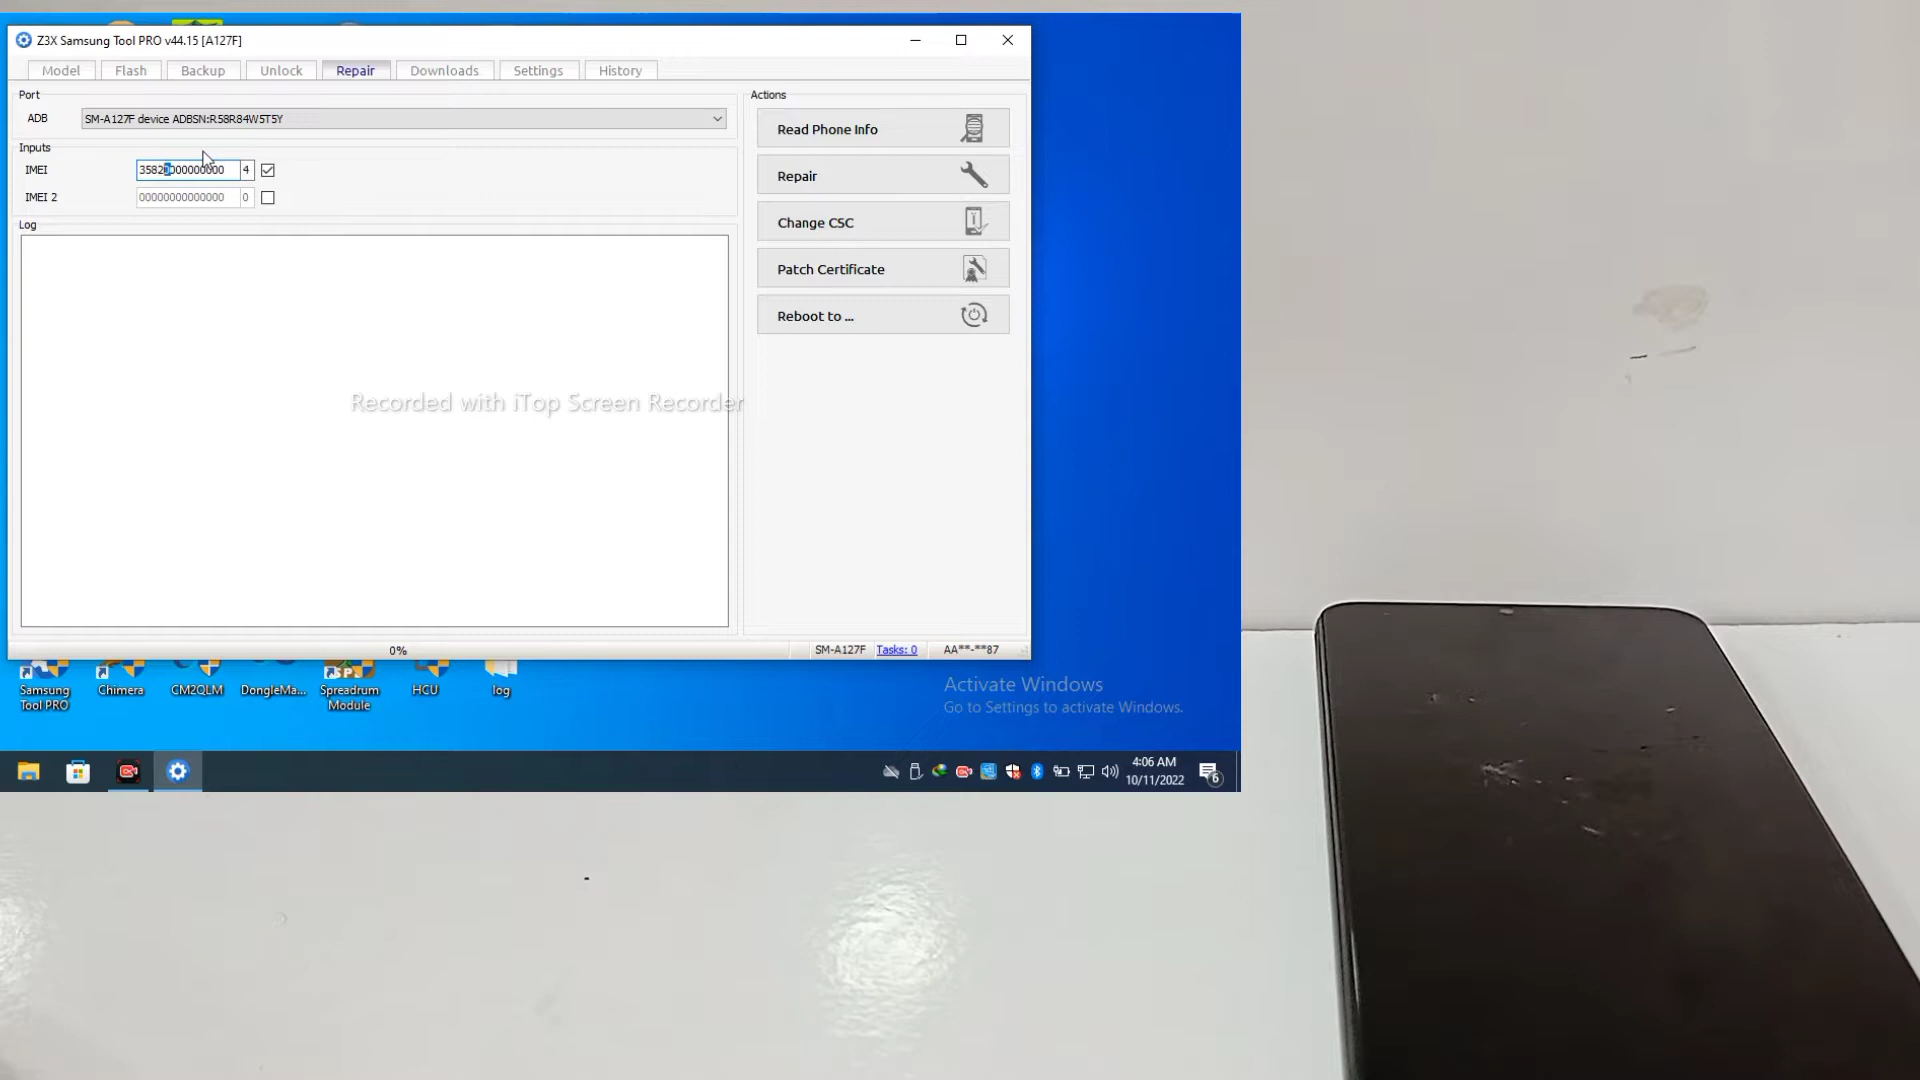 Z3X Samsung Tool PRO v44.15 [A127F]
Model Flash Backup Unlock Repair Downloads Settings History
Port
ADB SM-A127F device ADBSN:R58R84W5T5Y
Inputs
IMEI 35820000000000 4
IMEI 2 00000000000000 0
Log
Actions
Read Phone Info
Repair
Change CSC
Patch Certificate
Reboot to ...
Recorded with iTop Screen Recorder
0% SM-A127F Tasks: 0 AA**-**87
Samsung Tool PRO
Chimera
CM2QLM
DongleMa...
Spreadrum Module
HCU
log
Activate Windows
Go to Settings to activate Windows.
4:06 AM
10/11/2022
6